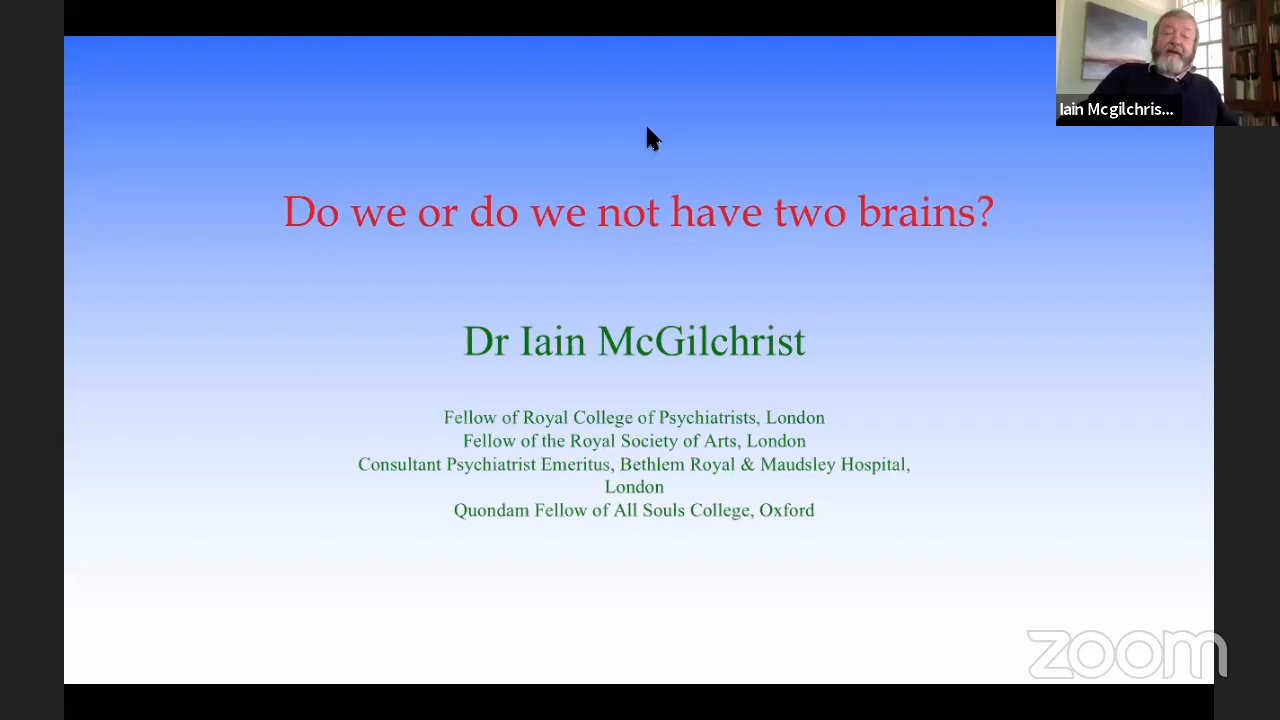 Iain Mcgilchris...
Do we or do we not have two brains?
Dr Iain McGilchrist
Fellow of Royal College of Psychiatrists, London
Fellow of the Royal Society of Arts, London
Consultant Psychiatrist Emeritus, Bethlem Royal & Maudsley Hospital,
London
Quondam Fellow of All Souls College, Oxford
zoom